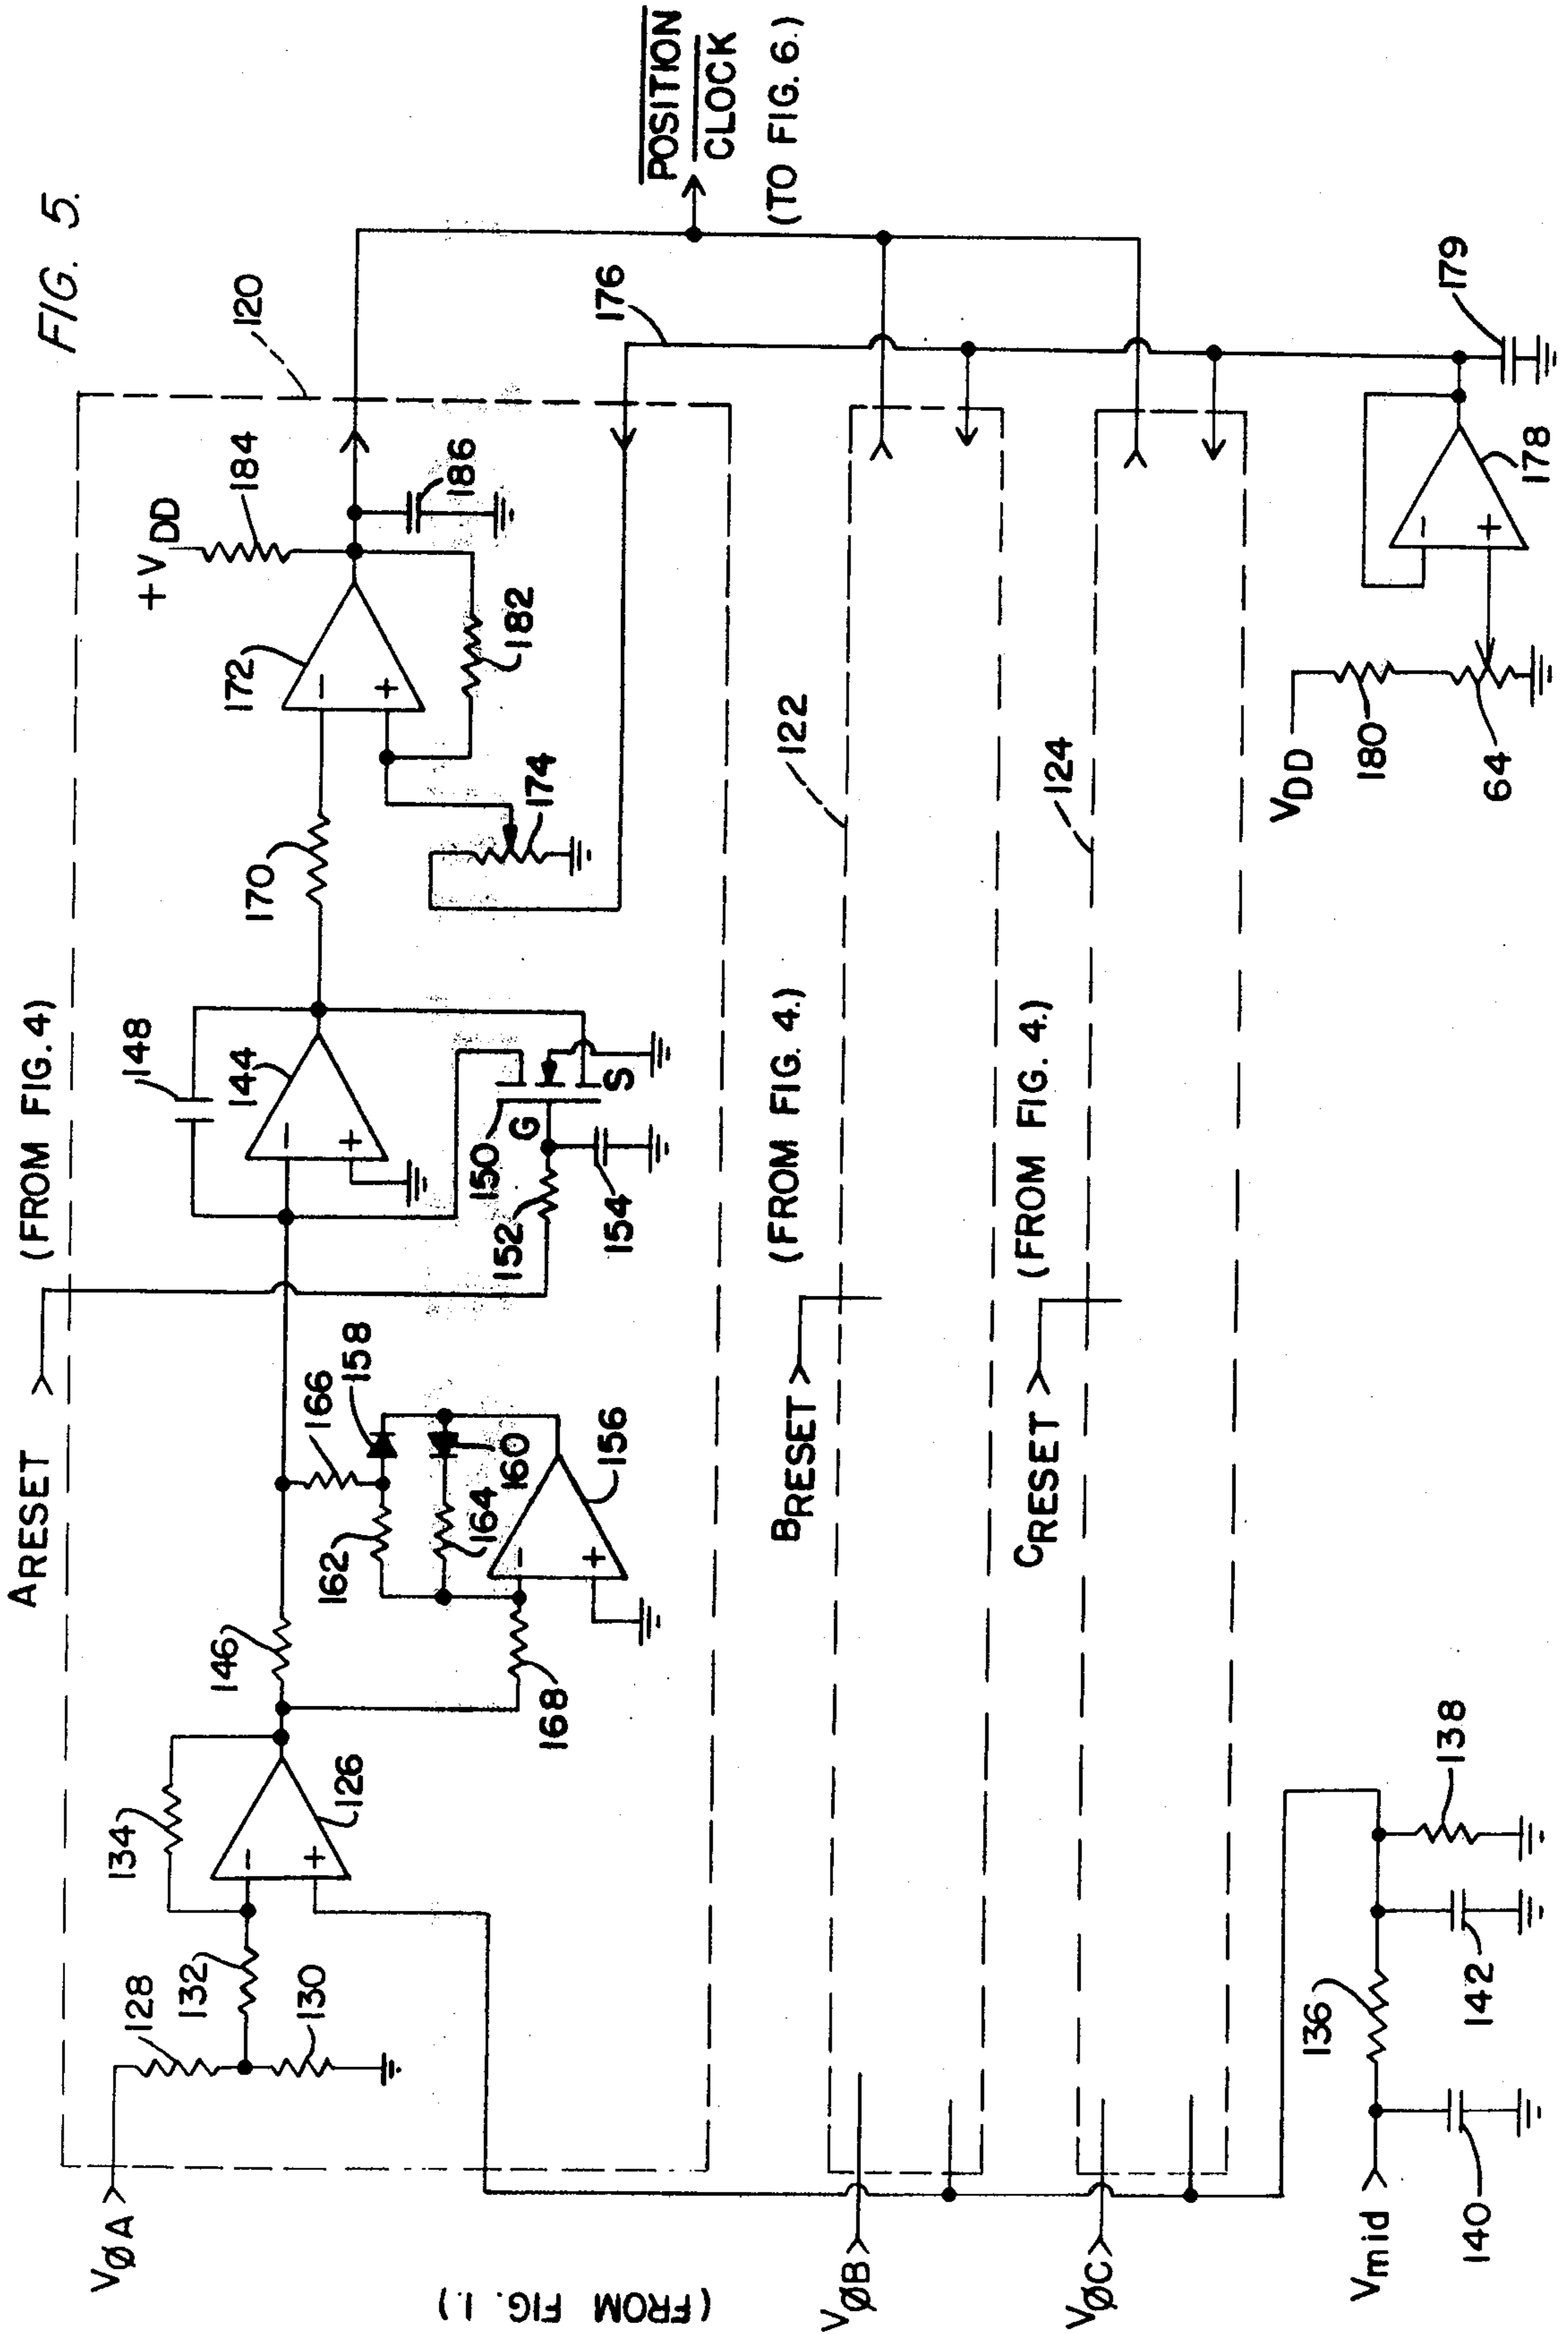 FIG. 5.
ARESET (FROM FIG. 4)
148
144
146
134
126
128
132
130
VØA
166
158
162
164
160
156
168
G
S
150
152
154
170
172
174
+VDD
184
186
182
120
176
POSITION
CLOCK
(TO FIG. 6.)
(FROM FIG. 1.)
BRESET (FROM FIG. 4.)
122
VØB
CRESET (FROM FIG. 4.)
124
VØC
Vmid
136
140
142
138
VDD
180
64
178
179